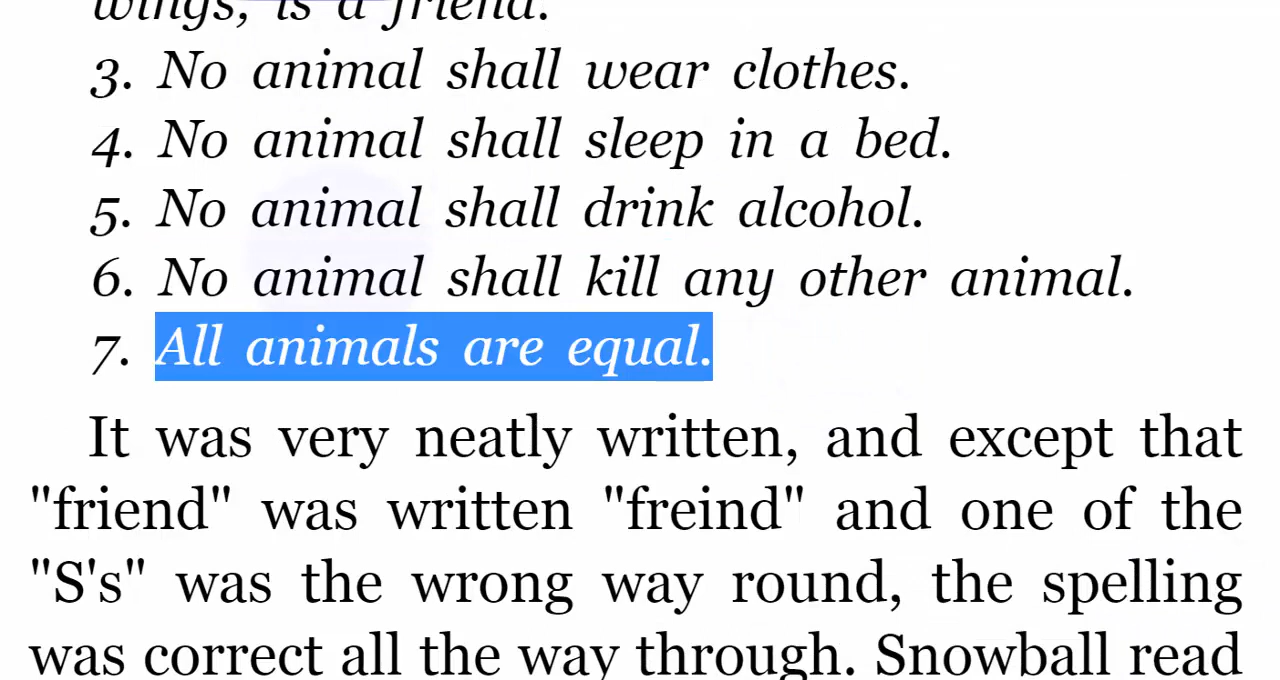 wings, is a friend.
3. No animal shall wear clothes.
4. No animal shall sleep in a bed.
5. No animal shall drink alcohol.
6. No animal shall kill any other animal.
7. All animals are equal.
It was very neatly written, and except that
"friend" was written "freind" and one of the
"S's" was the wrong way round, the spelling
was correct all the way through. Snowball read